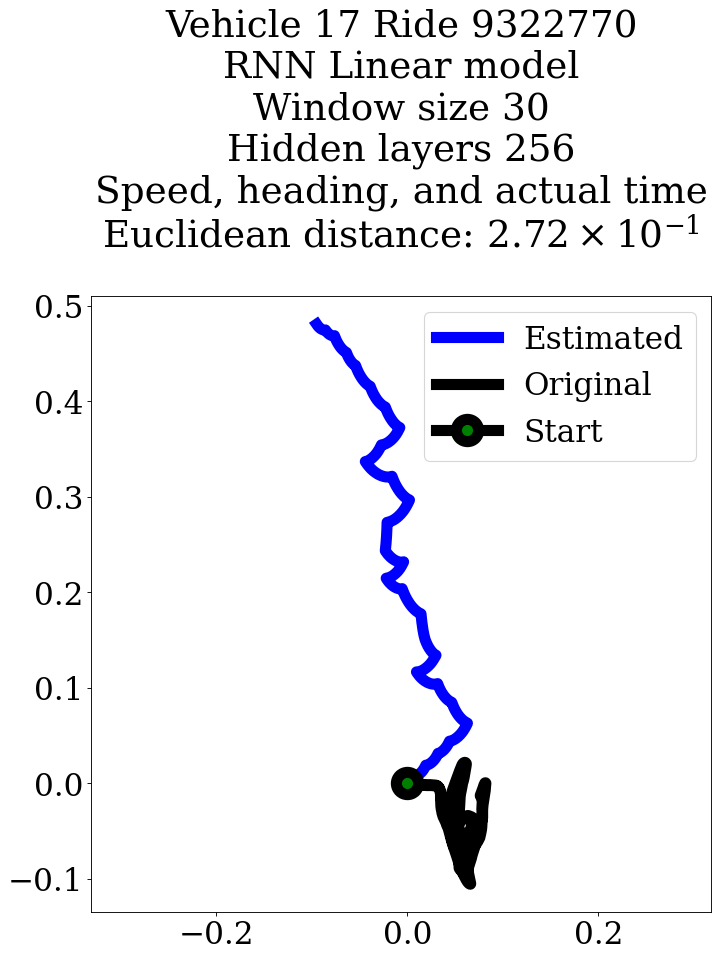 Vehicle 17 Ride 9322770
RNN Linear model
Window size 30
Hidden layers 256
Speed, heading, and actual time
Euclidean distance: 2.72 × 10⁻¹
0.5
0.4
0.3
0.2
0.1
0.0
−0.1
Estimated
Original
Start
−0.2 0.0 0.2